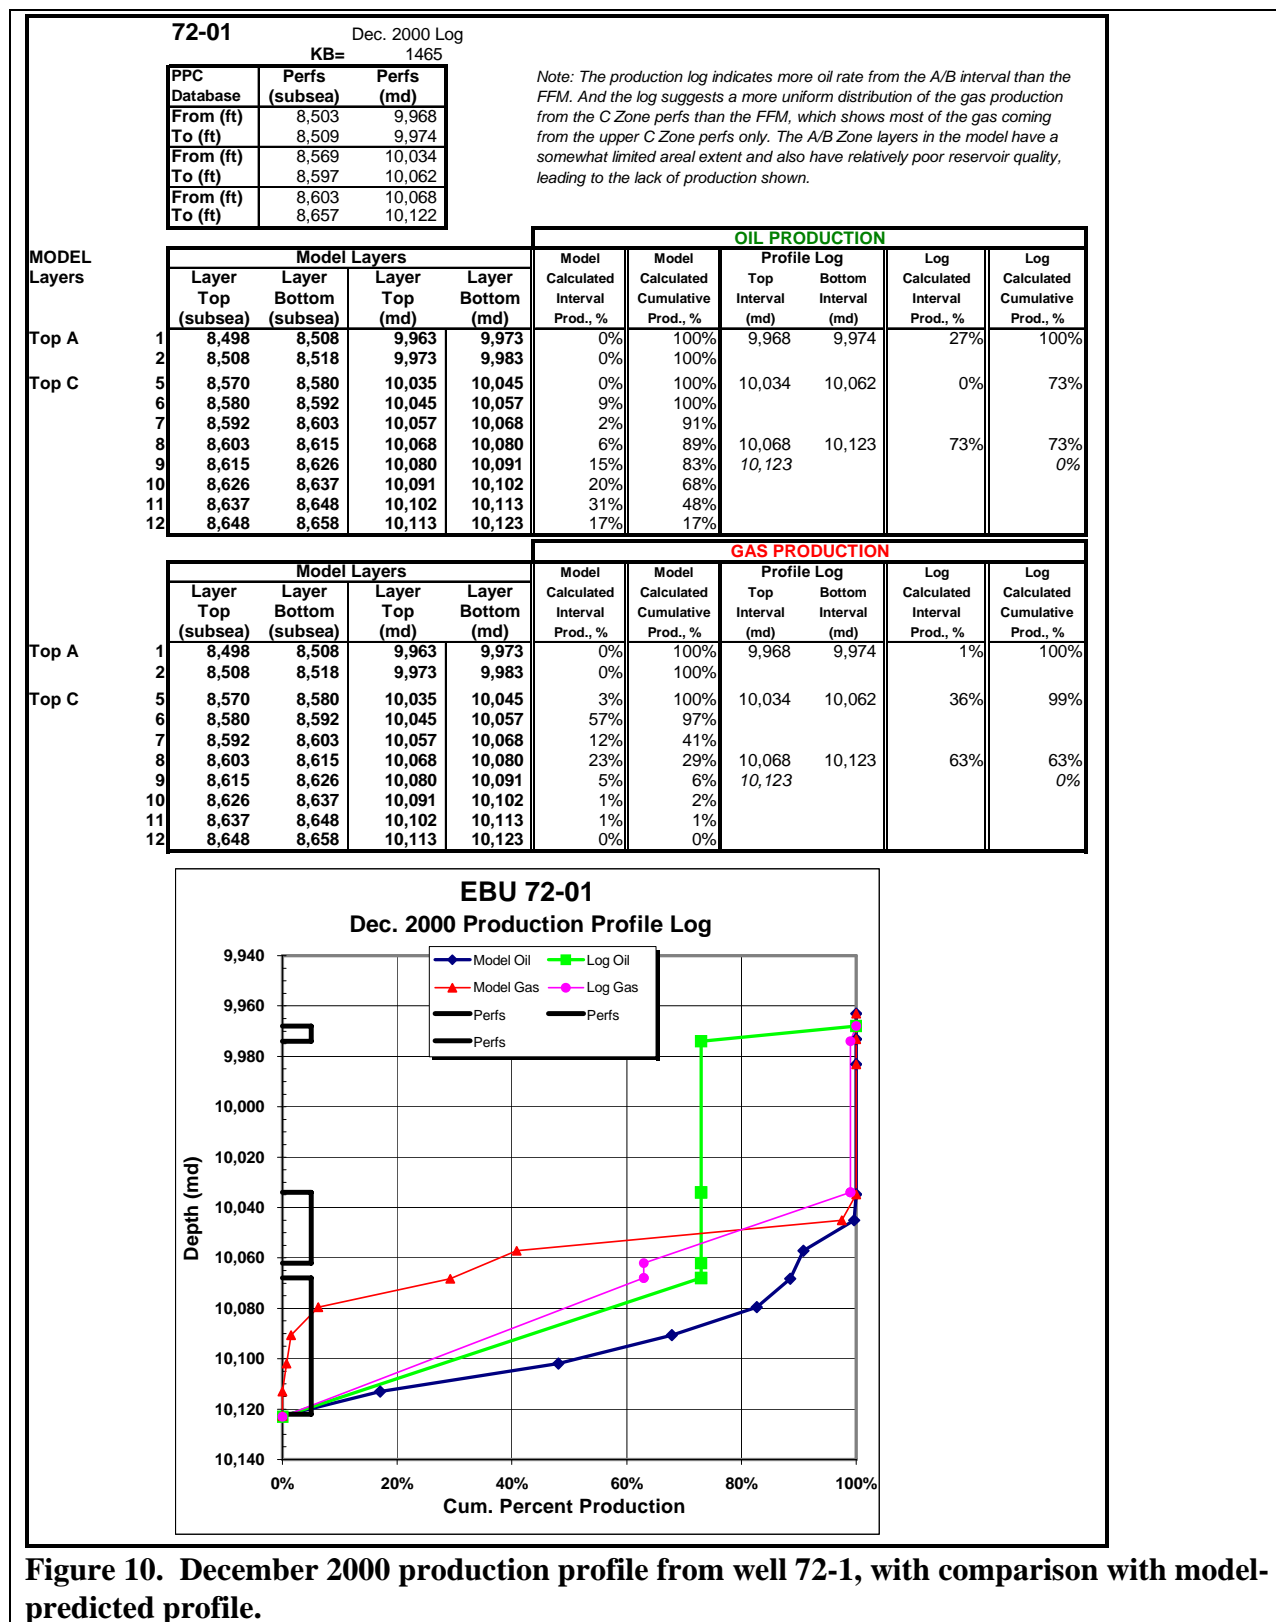 72-01 Dec. 2000 Log
KB= 1465
PPC Perfs Perfs
Database (subsea) (md)
From (ft) 8,503 9,968
To (ft) 8,509 9,974
From (ft) 8,569 10,034
To (ft) 8,597 10,062
From (ft) 8,603 10,068
To (ft) 8,657 10,122
Note: The production log indicates more oil rate from the A/B interval than the
FFM. And the log suggests a more uniform distribution of the gas production
from the C Zone perfs than the FFM, which shows most of the gas coming
from the upper C Zone perfs only. The A/B Zone layers in the model have a
somewhat limited areal extent and also have relatively poor reservoir quality,
leading to the lack of production shown.
OIL PRODUCTION
MODEL Model Layers Model Model Profile Log Log Log
Layers Layer Layer Layer Layer Calculated Calculated Top Bottom Calculated Calculated
Top Bottom Top Bottom Interval Cumulative Interval Interval Interval Cumulative
(subsea) (subsea) (md) (md) Prod., % Prod., % (md) (md) Prod., % Prod., %
Top A 1 8,498 8,508 9,963 9,973 0% 100% 9,968 9,974 27% 100%
2 8,508 8,518 9,973 9,983 0% 100%
Top C 5 8,570 8,580 10,035 10,045 0% 100% 10,034 10,062 0% 73%
6 8,580 8,592 10,045 10,057 9% 100%
7 8,592 8,603 10,057 10,068 2% 91%
8 8,603 8,615 10,068 10,080 6% 89% 10,068 10,123 73% 73%
9 8,615 8,626 10,080 10,091 15% 83% 10,123 0%
10 8,626 8,637 10,091 10,102 20% 68%
11 8,637 8,648 10,102 10,113 31% 48%
12 8,648 8,658 10,113 10,123 17% 17%
GAS PRODUCTION
Model Layers Model Model Profile Log Log Log
Layer Layer Layer Layer Calculated Calculated Top Bottom Calculated Calculated
Top Bottom Top Bottom Interval Cumulative Interval Interval Interval Cumulative
(subsea) (subsea) (md) (md) Prod., % Prod., % (md) (md) Prod., % Prod., %
Top A 1 8,498 8,508 9,963 9,973 0% 100% 9,968 9,974 1% 100%
2 8,508 8,518 9,973 9,983 0% 100%
Top C 5 8,570 8,580 10,035 10,045 3% 100% 10,034 10,062 36% 99%
6 8,580 8,592 10,045 10,057 57% 97%
7 8,592 8,603 10,057 10,068 12% 41%
8 8,603 8,615 10,068 10,080 23% 29% 10,068 10,123 63% 63%
9 8,615 8,626 10,080 10,091 5% 6% 10,123 0%
10 8,626 8,637 10,091 10,102 1% 2%
11 8,637 8,648 10,102 10,113 1% 1%
12 8,648 8,658 10,113 10,123 0% 0%
EBU 72-01
Dec. 2000 Production Profile Log
Model Oil Log Oil
Model Gas Log Gas
Perfs Perfs
Perfs
Depth (md)
9,940
9,960
9,980
10,000
10,020
10,040
10,060
10,080
10,100
10,120
10,140
0% 20% 40% 60% 80% 100%
Cum. Percent Production
Figure 10. December 2000 production profile from well 72-1, with comparison with model-
predicted profile.